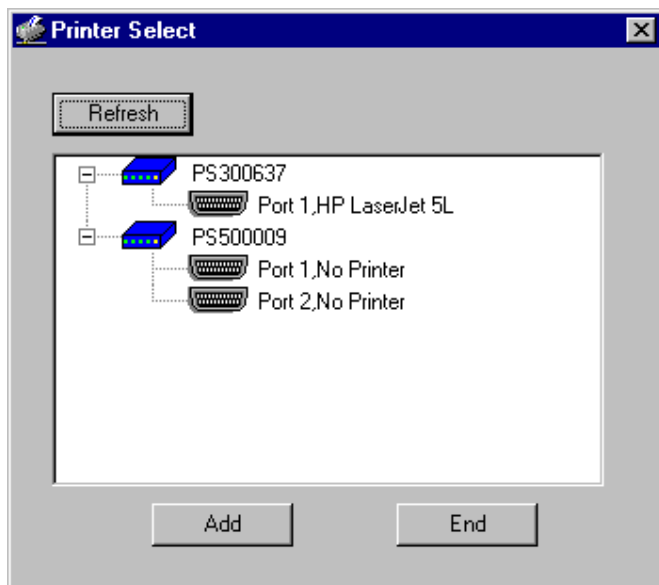 Printer Select
Refresh
PS300637
Port 1,HP LaserJet 5L
PS500009
Port 1,No Printer
Port 2,No Printer
Add End